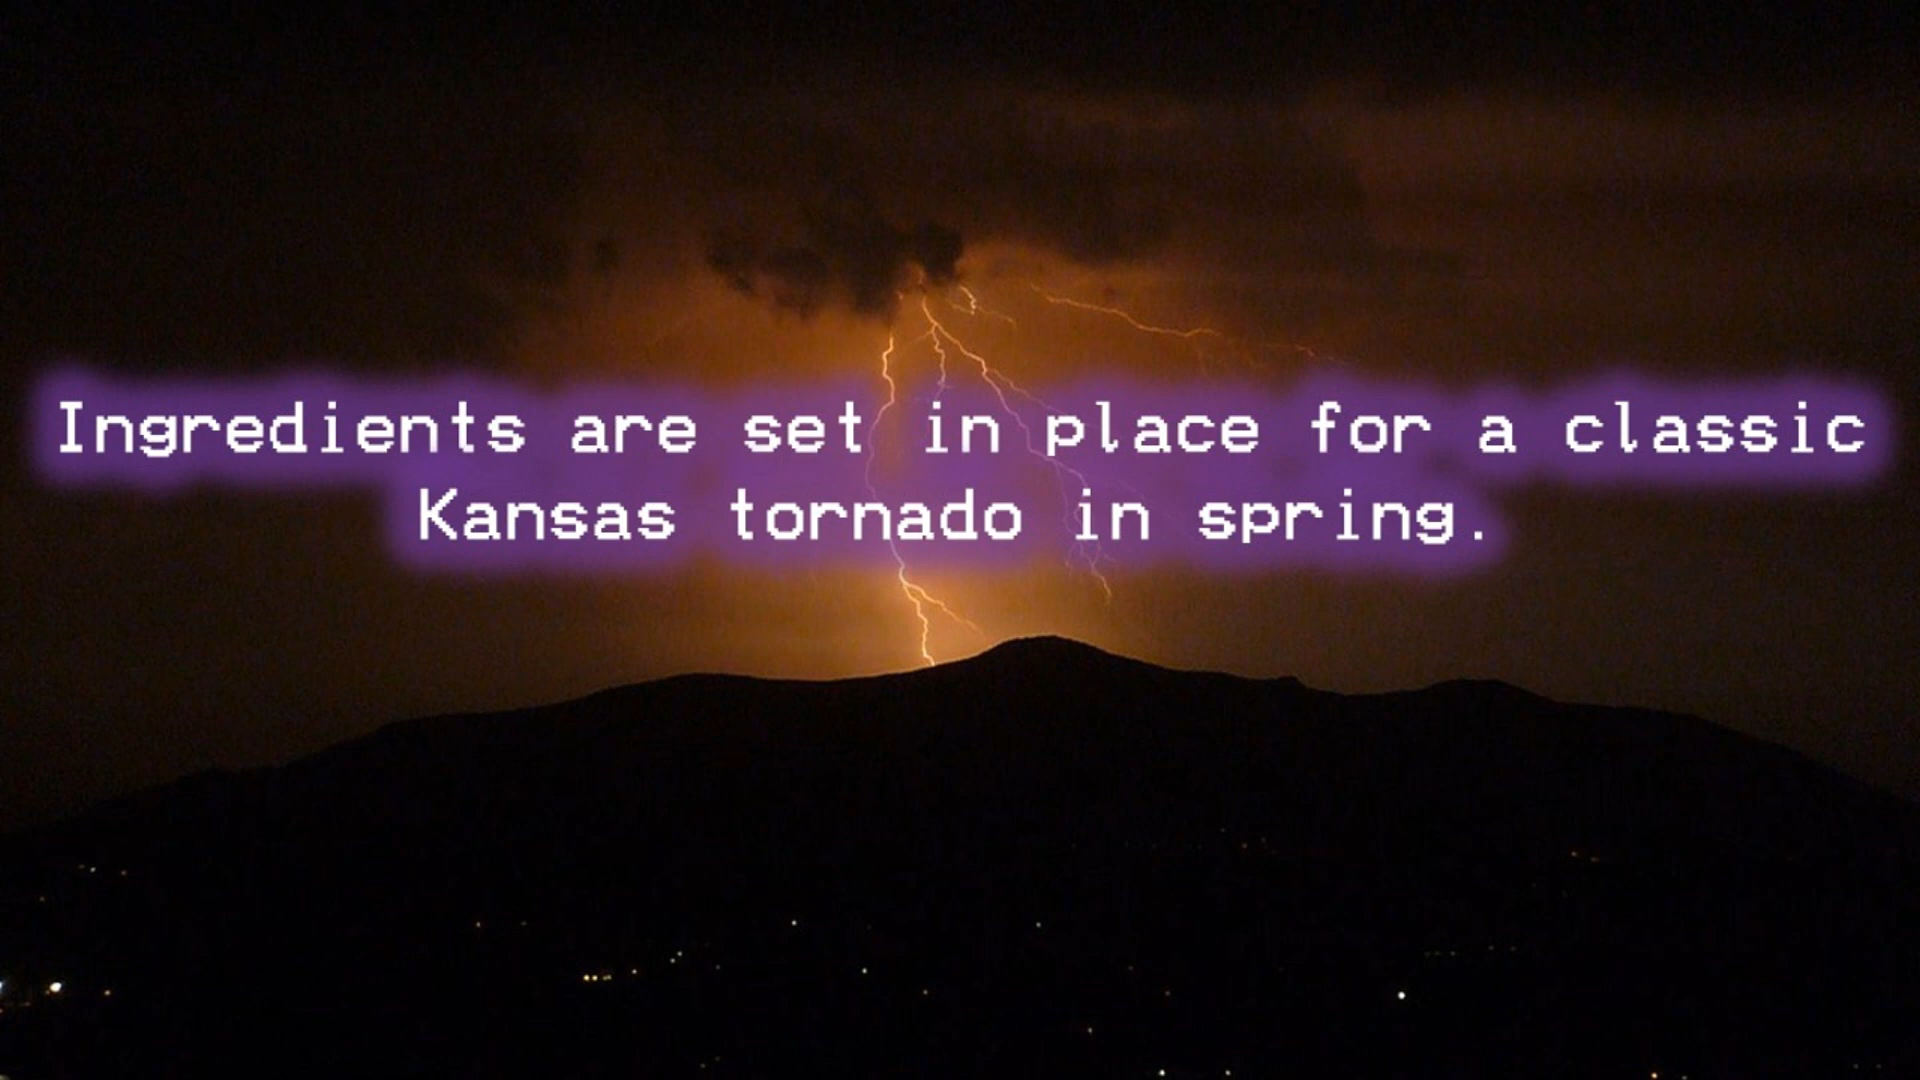 Ingredients are set in place for a classic
Kansas tornado in spring.